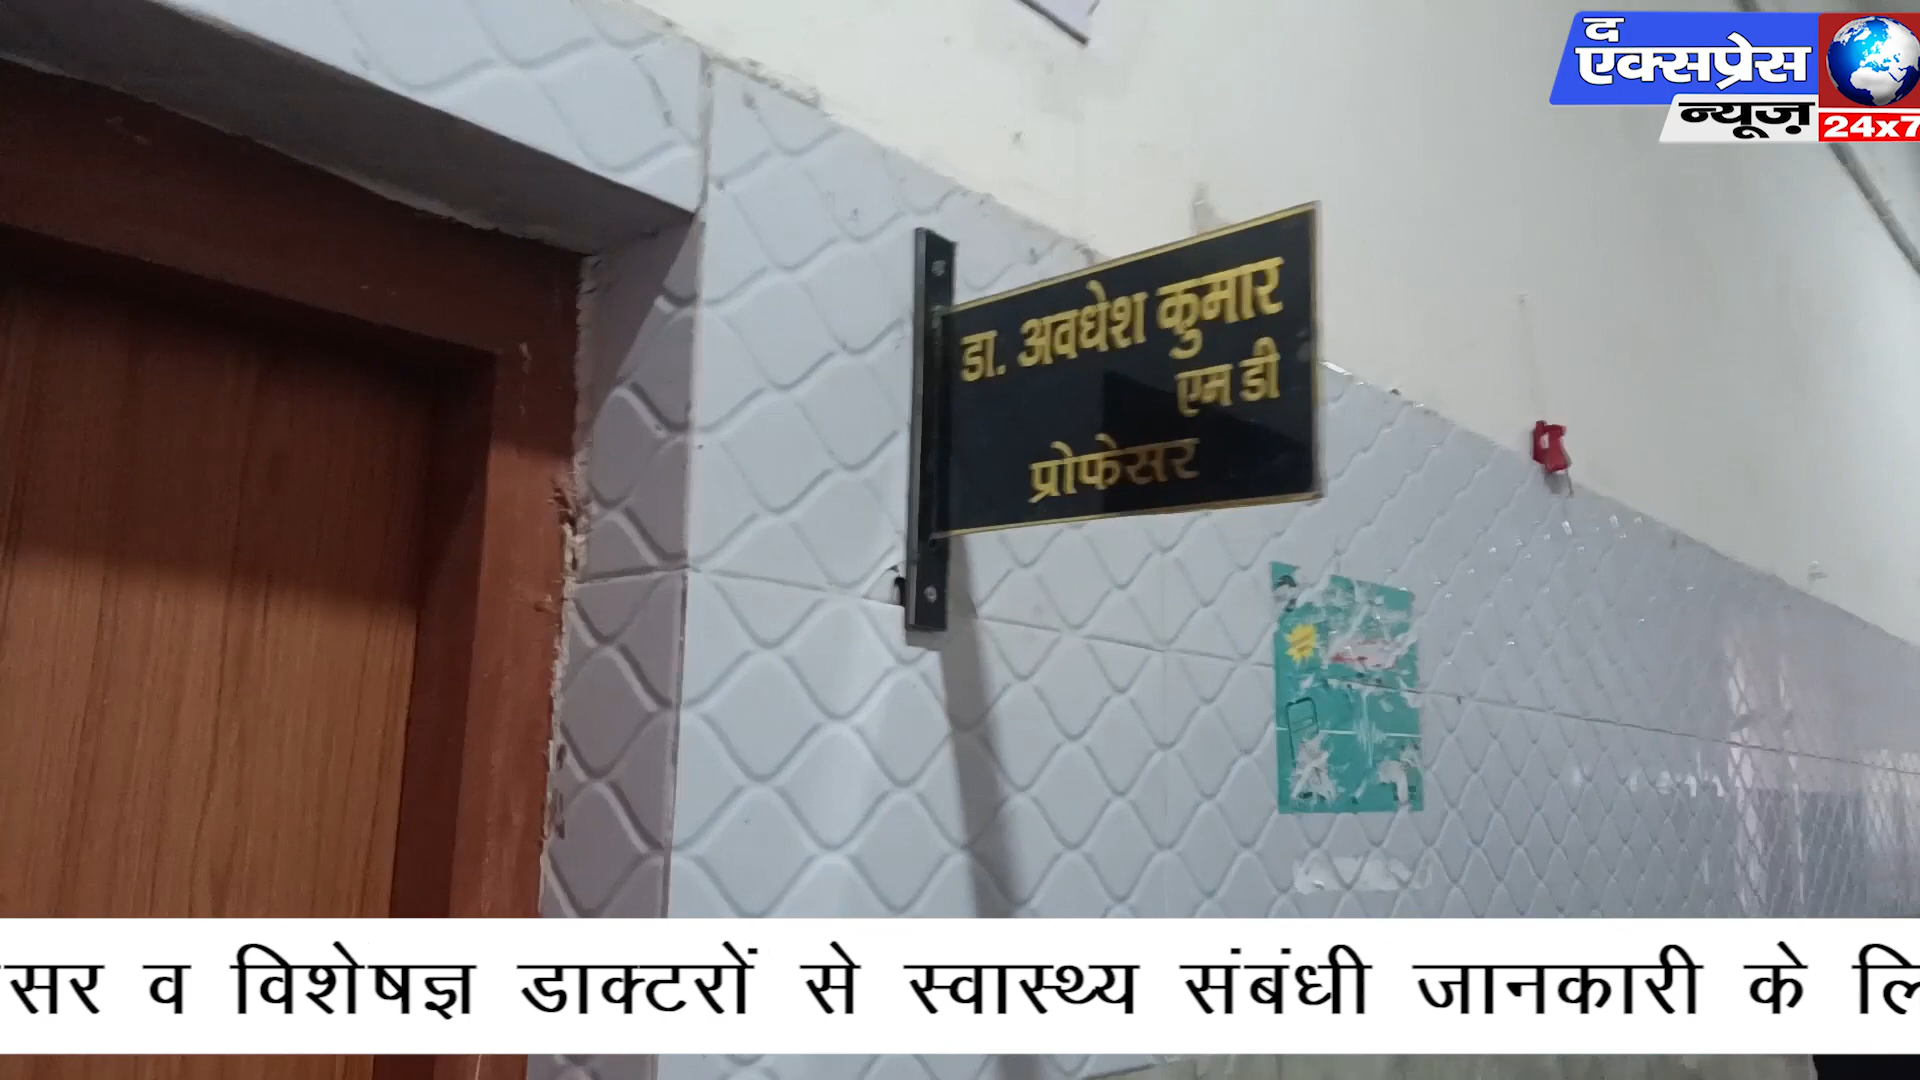 द
एक्सप्रेस
न्यूज़
24x7
डा. अवधेश कुमार
एम डी
प्रोफेसर
सर व विशेषज्ञ डाक्टरों से स्वास्थ्य संबंधी जानकारी के लि